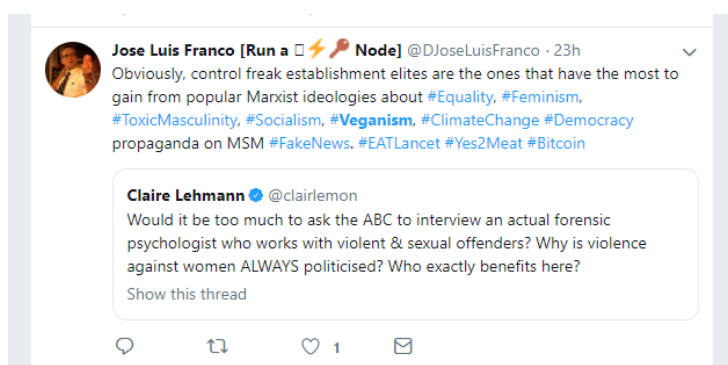 Jose Luis Franco [Run a ⚡🔑 Node] @DJoseLuisFranco · 23h
Obviously, control freak establishment elites are the ones that have the most to
gain from popular Marxist ideologies about #Equality, #Feminism,
#ToxicMasculinity, #Socialism, #Veganism, #ClimateChange #Democracy
propaganda on MSM #FakeNews. #EATLancet #Yes2Meat #Bitcoin
Claire Lehmann @clairlemon
Would it be too much to ask the ABC to interview an actual forensic
psychologist who works with violent & sexual offenders? Why is violence
against women ALWAYS politicised? Who exactly benefits here?
Show this thread
1